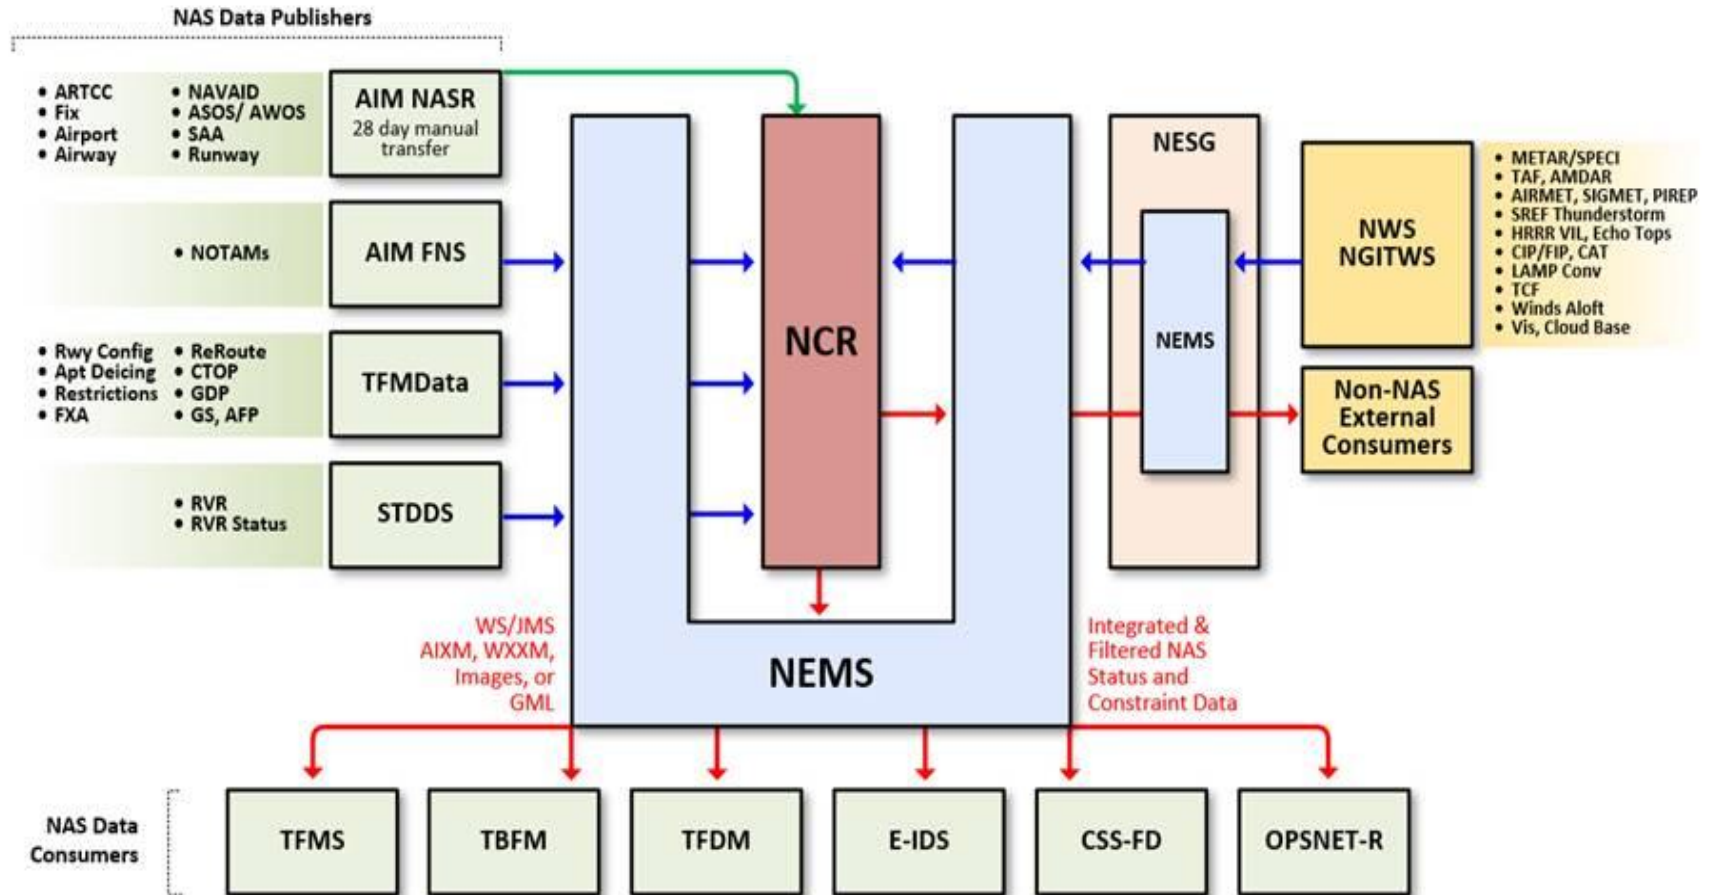 NAS Data Publishers
• ARTCC
• Fix
• Airport
• Airway
• NAVAID
• ASOS/ AWOS
• SAA
• Runway
AIM NASR
28 day manual
transfer
• NOTAMs
AIM FNS
• Rwy Config
• Apt Deicing
• Restrictions
• FXA
• ReRoute
• CTOP
• GDP
• GS, AFP
TFMData
• RVR
• RVR Status
STDDS
NCR
NESG
NEMS
NWS
NGITWS
• METAR/SPECI
• TAF, AMDAR
• AIRMET, SIGMET, PIREP
• SREF Thunderstorm
• HRRR VIL, Echo Tops
• CIP/FIP, CAT
• LAMP Conv
• TCF
• Winds Aloft
• Vis, Cloud Base
Non-NAS
External
Consumers
WS/JMS
AIXM, WXXM,
Images, or
GML
NEMS
Integrated &
Filtered NAS
Status and
Constraint Data
NAS Data
Consumers
TFMS
TBFM
TFDM
E-IDS
CSS-FD
OPSNET-R